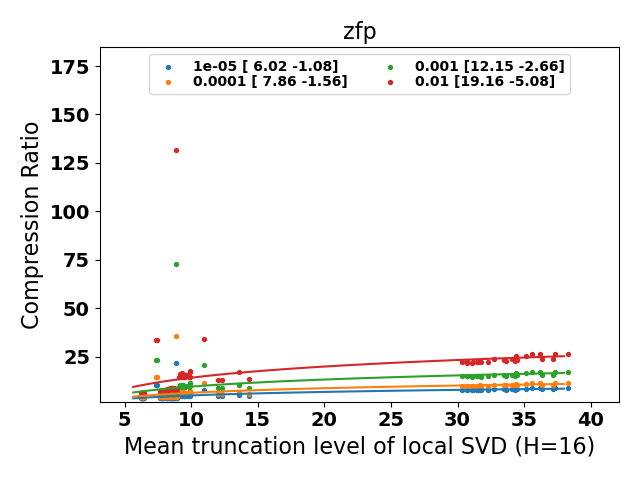 zfp
1e-05 [ 6.02 -1.08]
0.0001 [ 7.86 -1.56]
0.001 [12.15 -2.66]
0.01 [19.16 -5.08]
Compression Ratio
175
150
125
100
75
50
25
5 10 15 20 25 30 35 40
Mean truncation level of local SVD (H=16)